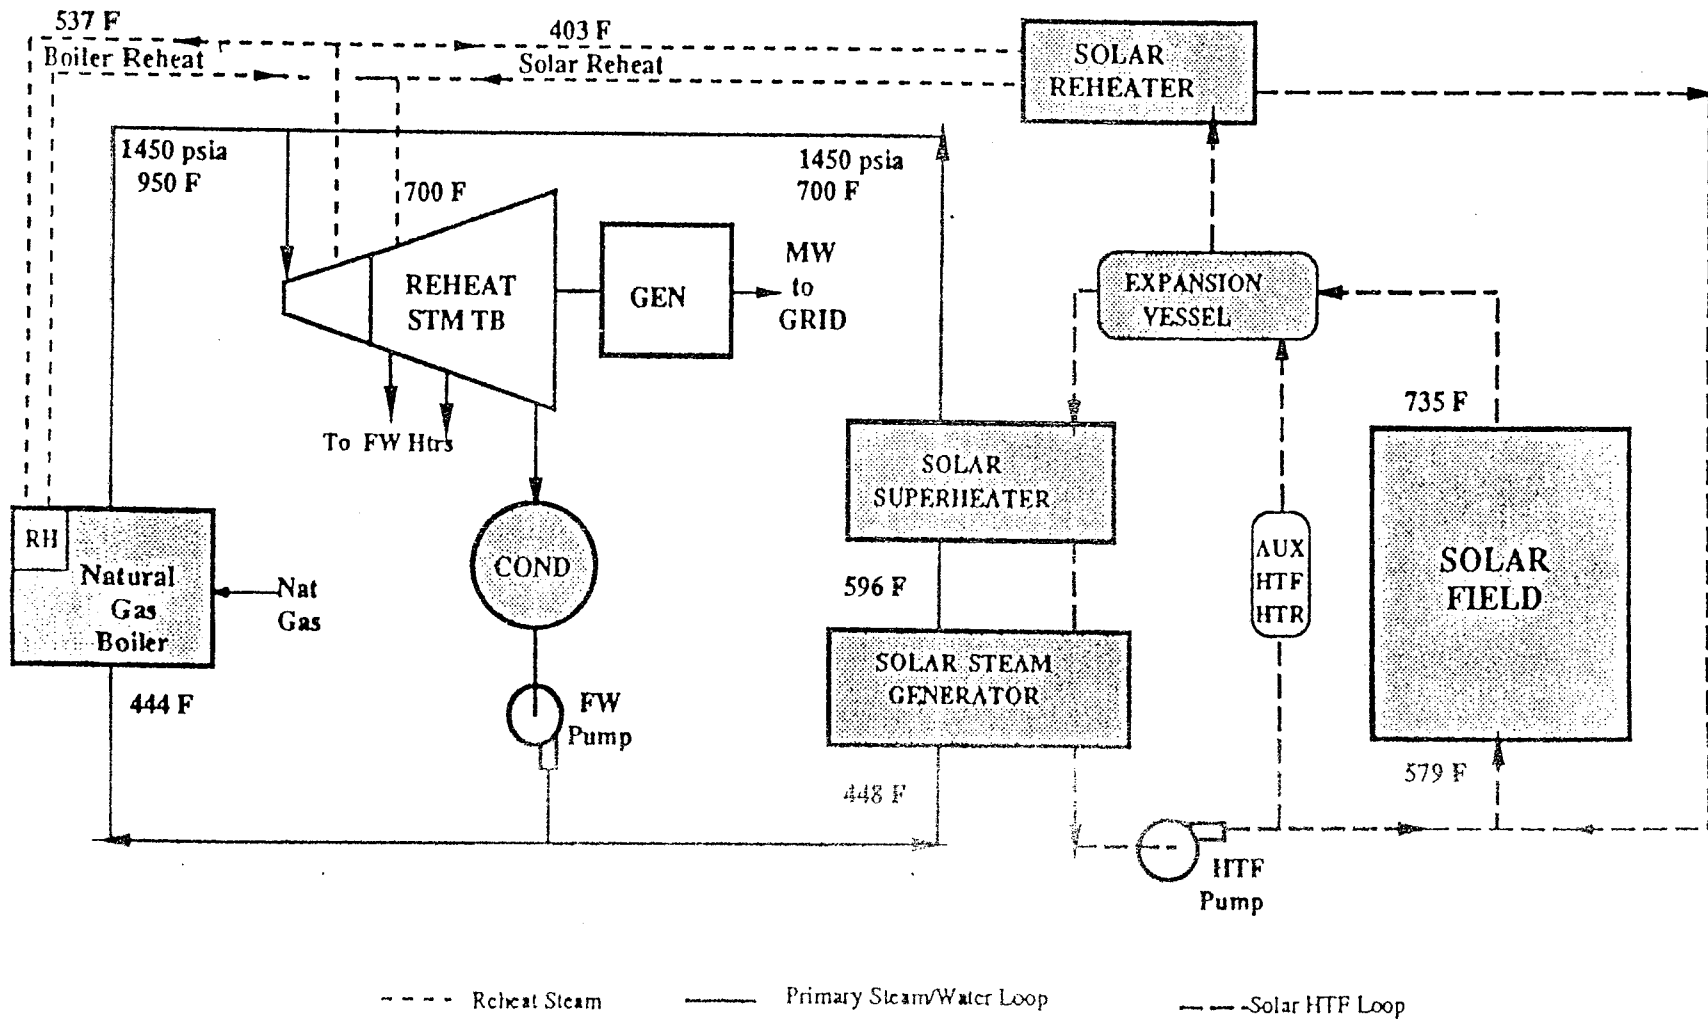 537 F
403 F
Boiler Reheat
Solar Reheat
SOLAR
REHEATER
1450 psia
950 F
700 F
1450 psia
700 F
REHEAT
STM TB
GEN
MW
to
GRID
EXPANSION
VESSEL
To FW Htrs
735 F
SOLAR
SUPERHEATER
RH
Natural
Gas
Boiler
Nat
Gas
COND
596 F
AUX
HTF
HTR
SOLAR
FIELD
SOLAR STEAM
GENERATOR
444 F
FW
Pump
448 F
579 F
HTF
Pump
Reheat Steam
Primary Steam/Water Loop
Solar HTF Loop